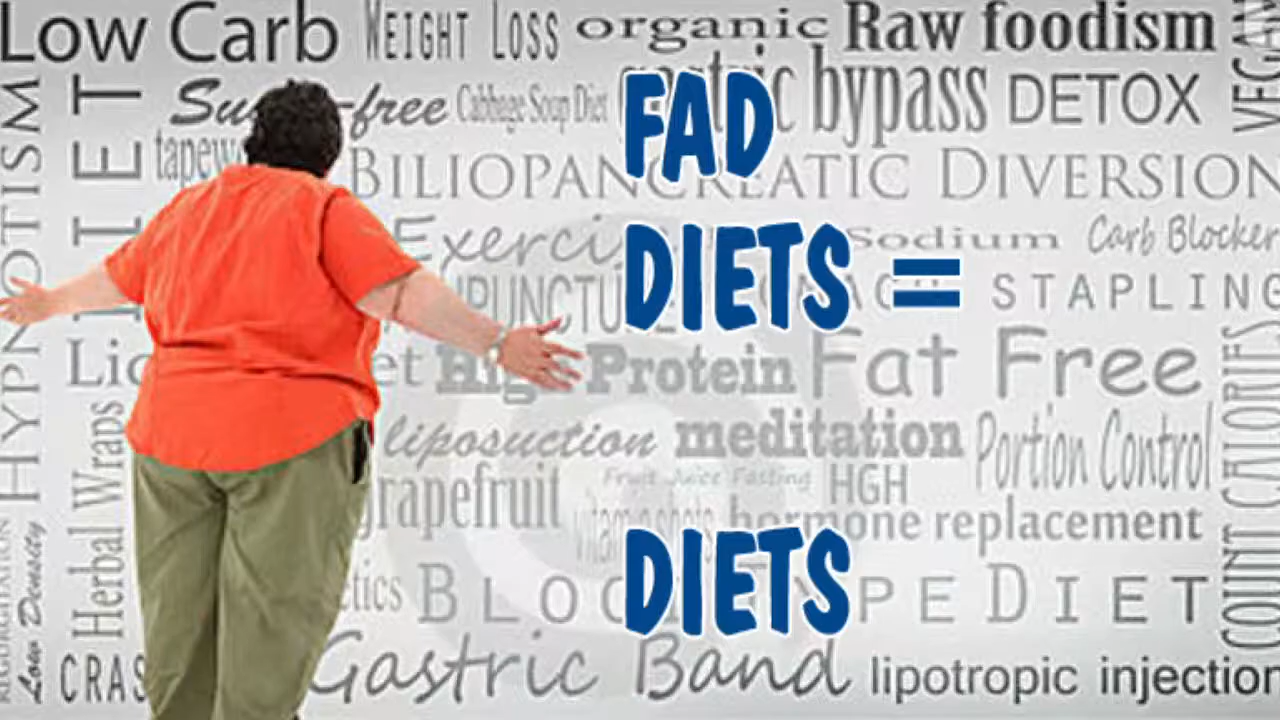 Low Carb WEIGHT LOSS organic Raw foodism
VEGAN
HYPNOTISM
DIET
free Cabbage Soup Diet bypass DETOX
BILIOPANCREATIC DIVERSION
FAD
Sodium Carb Blocker
DIETS =
STAPLING
High Protein Fat Free
COUNT CALORIES
Herbal Wraps
liposuction meditation Portion Control
Fruit Juice Fasting
grapefruit HGH
hormone replacement
REGURGITATION
Low Density
DIETS
DIET
Gastric Band lipotropic injection